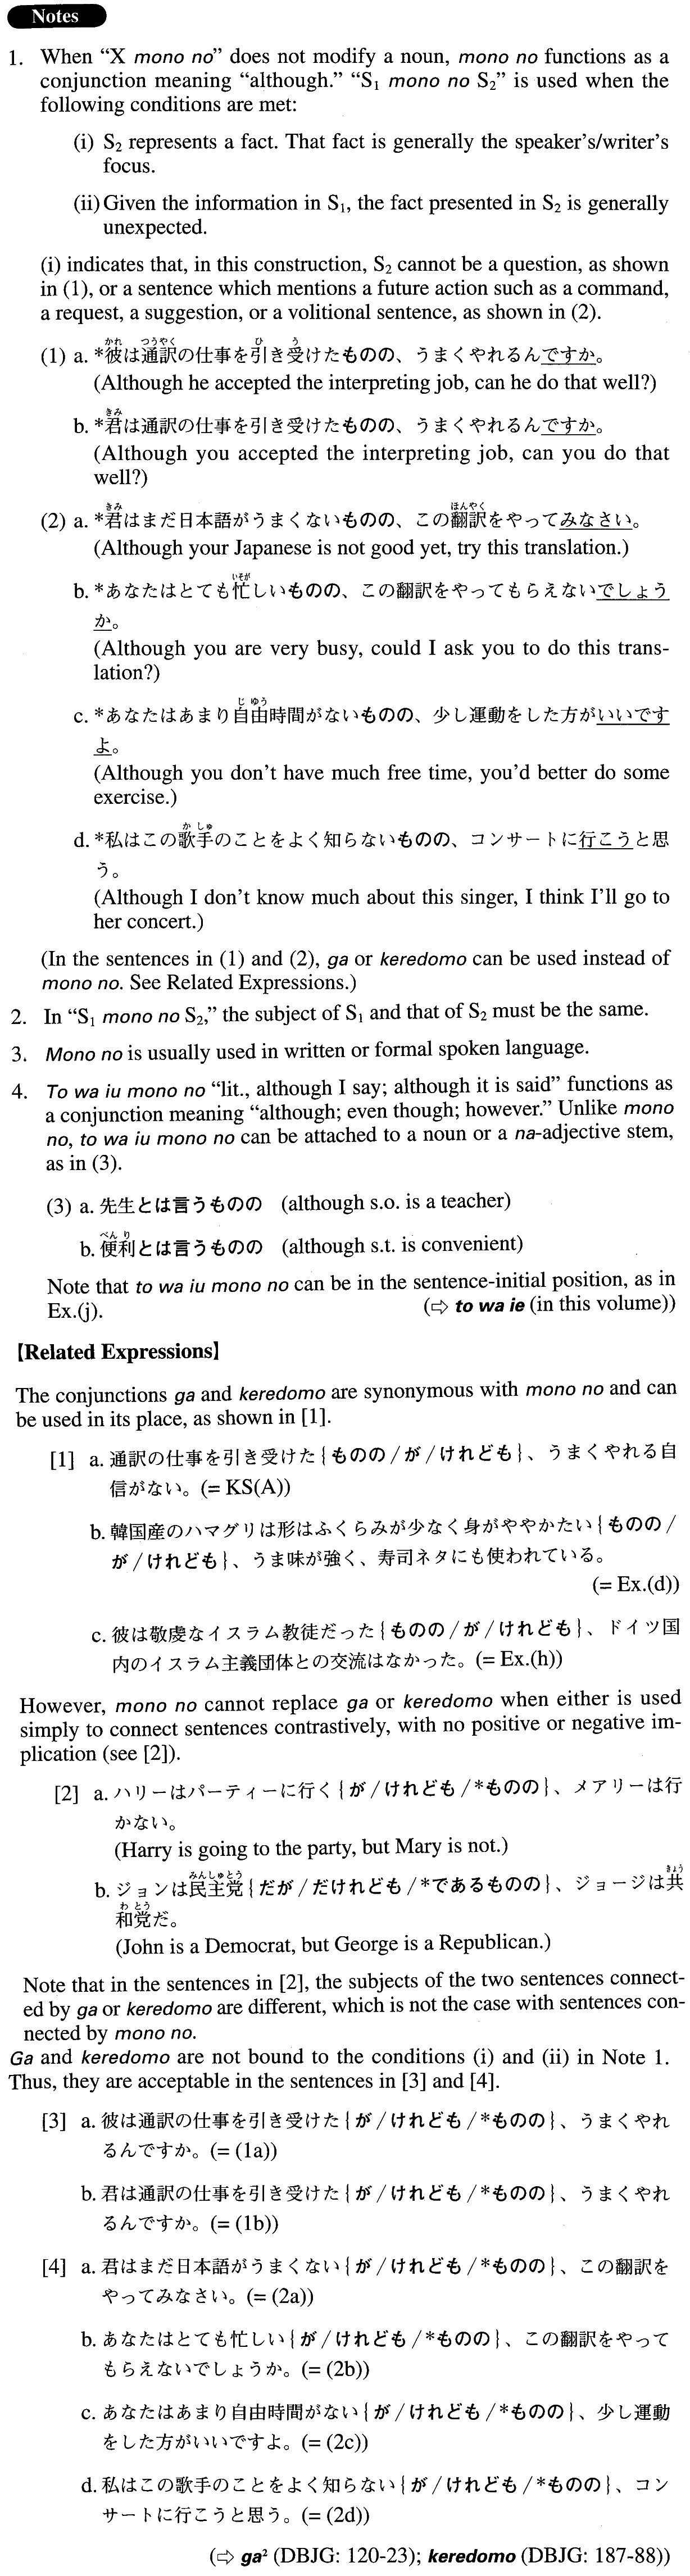 Notes
1. When “X mono no” does not modify a noun, mono no functions as a
conjunction meaning “although.” “S₁ mono no S₂” is used when the
following conditions are met:
(i) S₂ represents a fact. That fact is generally the speaker’s/writer’s
focus.
(ii) Given the information in S₁, the fact presented in S₂ is generally
unexpected.
(i) indicates that, in this construction, S₂ cannot be a question, as shown
in (1), or a sentence which mentions a future action such as a command,
a request, a suggestion, or a volitional sentence, as shown in (2).
かれ つうやく ひ う
(1) a. *彼は通訳の仕事を引き受けたものの、うまくやれるんですか。
(Although he accepted the interpreting job, can he do that well?)
きみ
b. *君は通訳の仕事を引き受けたものの、うまくやれるんですか。
(Although you accepted the interpreting job, can you do that
well?)
きみ ほんやく
(2) a. *君はまだ日本語がうまくないものの、この翻訳をやってみなさい。
(Although your Japanese is not good yet, try this translation.)
いそが
b. *あなたはとても忙しいものの、この翻訳をやってもらえないでしょう
か。
(Although you are very busy, could I ask you to do this trans-
lation?)
じ ゆう
c. *あなたはあまり自由時間がないものの、少し運動をした方がいいです
よ。
(Although you don’t have much free time, you’d better do some
exercise.)
か しゅ
d. *私はこの歌手のことをよく知らないものの、コンサートに行こうと思
う。
(Although I don’t know much about this singer, I think I’ll go to
her concert.)
(In the sentences in (1) and (2), ga or keredomo can be used instead of
mono no. See Related Expressions.)
2. In “S₁ mono no S₂,” the subject of S₁ and that of S₂ must be the same.
3. Mono no is usually used in written or formal spoken language.
4. To wa iu mono no “lit., although I say; although it is said” functions as
a conjunction meaning “although; even though; however.” Unlike mono
no, to wa iu mono no can be attached to a noun or a na-adjective stem,
as in (3).
(3) a. 先生とは言うものの (although s.o. is a teacher)
べん り
b. 便利とは言うものの (although s.t. is convenient)
Note that to wa iu mono no can be in the sentence-initial position, as in
Ex.(j). (⇨ to wa ie (in this volume))
【Related Expressions】
The conjunctions ga and keredomo are synonymous with mono no and can
be used in its place, as shown in [1].
[1] a. 通訳の仕事を引き受けた{ものの/が/けれども}、うまくやれる自
信がない。(= KS(A))
b. 韓国産のハマグリは形はふくらみが少なく身がややかたい{ものの/
が/けれども}、うま味が強く、寿司ネタにも使われている。
(= Ex.(d))
c. 彼は敬虔なイスラム教徒だった{ものの/が/けれども}、ドイツ国
内のイスラム主義団体との交流はなかった。(= Ex.(h))
However, mono no cannot replace ga or keredomo when either is used
simply to connect sentences contrastively, with no positive or negative im-
plication (see [2]).
[2] a. ハリーはパーティーに行く{が/けれども/*ものの}、メアリーは行
かない。
(Harry is going to the party, but Mary is not.)
みんしゅとう きょう
b. ジョンは民主党{だが/だけれども/*であるものの}、ジョージは共
わ とう
和党だ。
(John is a Democrat, but George is a Republican.)
Note that in the sentences in [2], the subjects of the two sentences connect-
ed by ga or keredomo are different, which is not the case with sentences con-
nected by mono no.
Ga and keredomo are not bound to the conditions (i) and (ii) in Note 1.
Thus, they are acceptable in the sentences in [3] and [4].
[3] a. 彼は通訳の仕事を引き受けた{が/けれども/*ものの}、うまくやれ
るんですか。(= (1a))
b. 君は通訳の仕事を引き受けた{が/けれども/*ものの}、うまくやれ
るんですか。(= (1b))
[4] a. 君はまだ日本語がうまくない{が/けれども/*ものの}、この翻訳を
やってみなさい。(= (2a))
b. あなたはとても忙しい{が/けれども/*ものの}、この翻訳をやって
もらえないでしょうか。(= (2b))
c. あなたはあまり自由時間がない{が/けれども/*ものの}、少し運動
をした方がいいですよ。(= (2c))
d. 私はこの歌手のことをよく知らない{が/けれども/*ものの}、コン
サートに行こうと思う。(= (2d))
(⇨ ga² (DBJG: 120-23); keredomo (DBJG: 187-88))